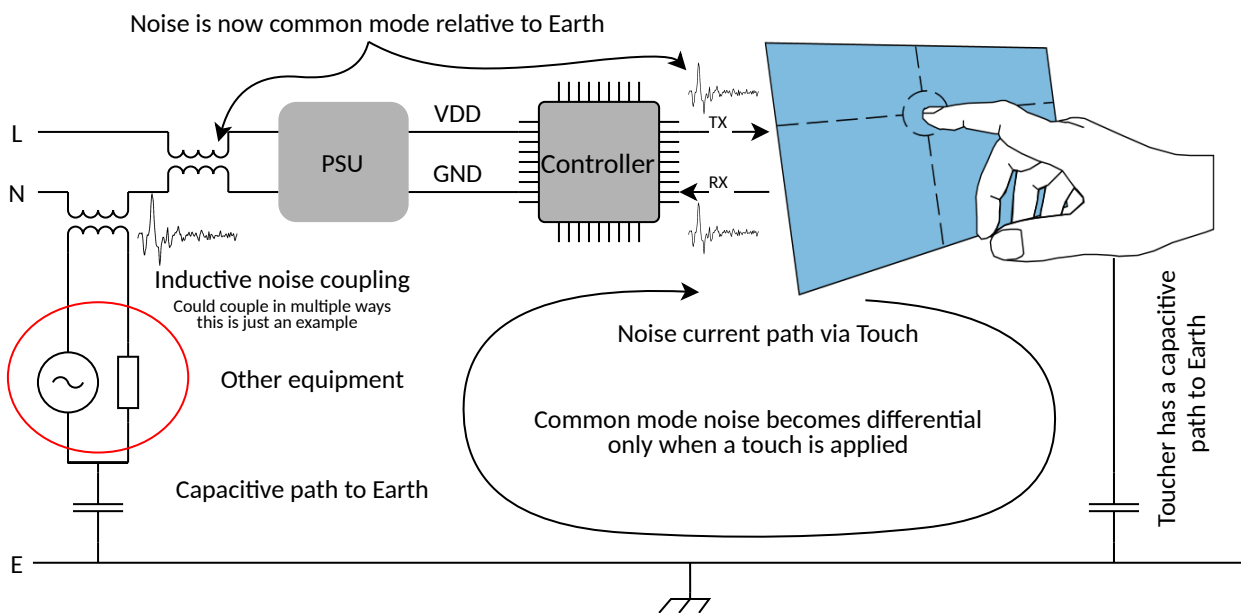 Noise is now common mode relative to Earth
L
PSU
VDD
Controller
TX
N
GND
RX
Inductive noise coupling
Could couple in multiple ways
this is just an example
Other equipment
Capacitive path to Earth
Noise current path via Touch
Common mode noise becomes differential
only when a touch is applied
Toucher has a capacitive
path to Earth
E